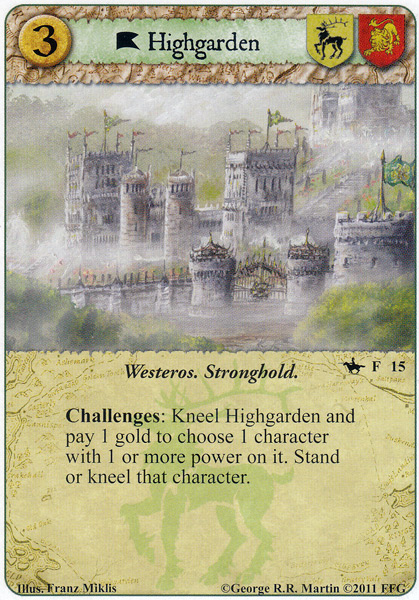 3
Highgarden
Westeros. Stronghold.
F 15
Challenges: Kneel Highgarden and
pay 1 gold to choose 1 character
with 1 or more power on it. Stand
or kneel that character.
Illus. Franz Miklis ©George R.R. Martin ©2011 FFG